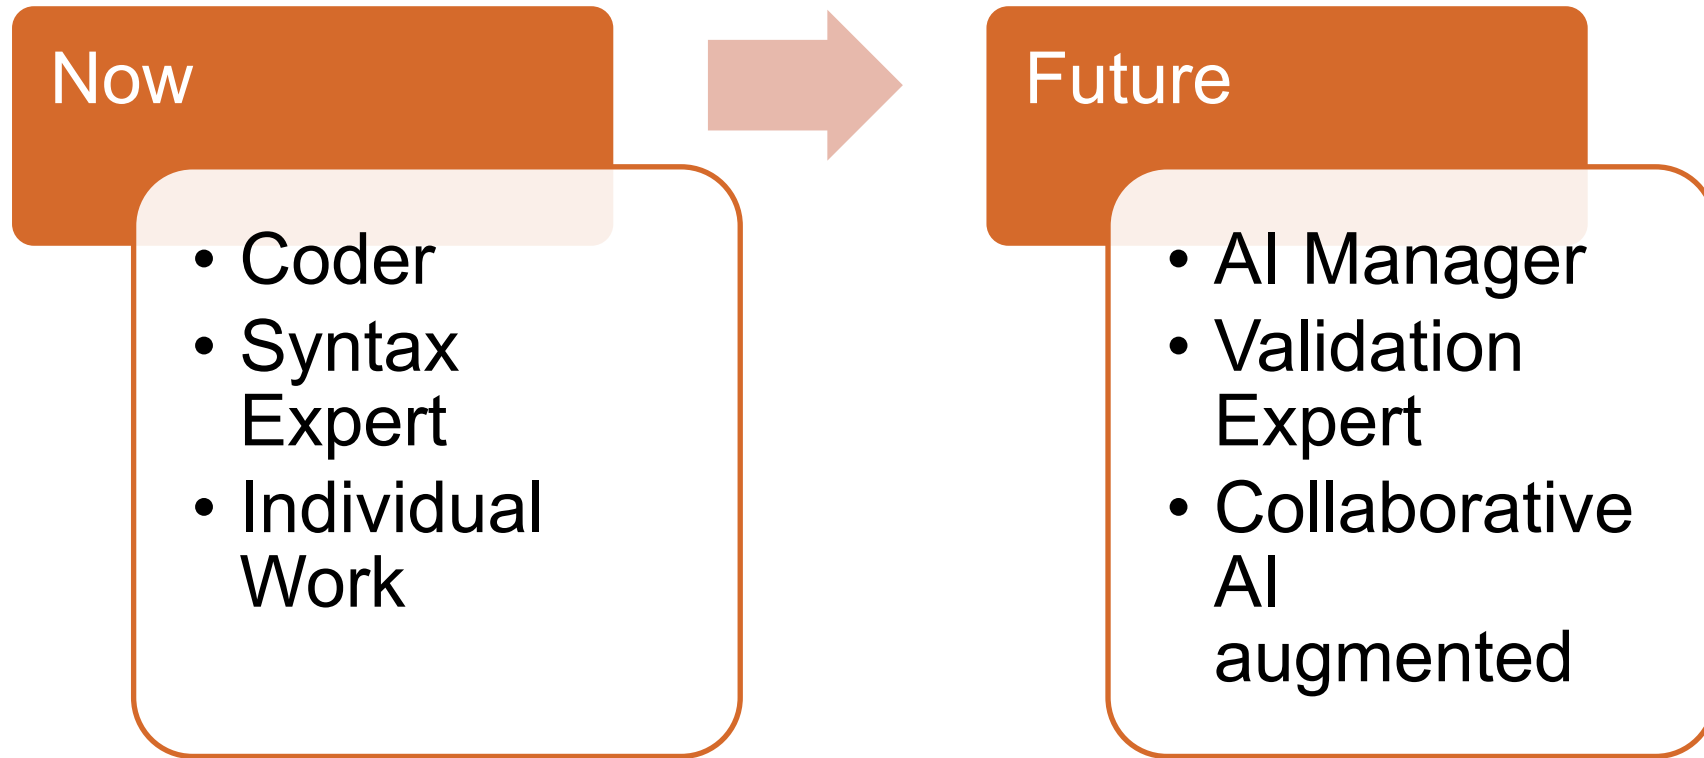 Now
• Coder
• Syntax
Expert
• Individual
Work
Future
• AI Manager
• Validation
Expert
• Collaborative
AI
augmented